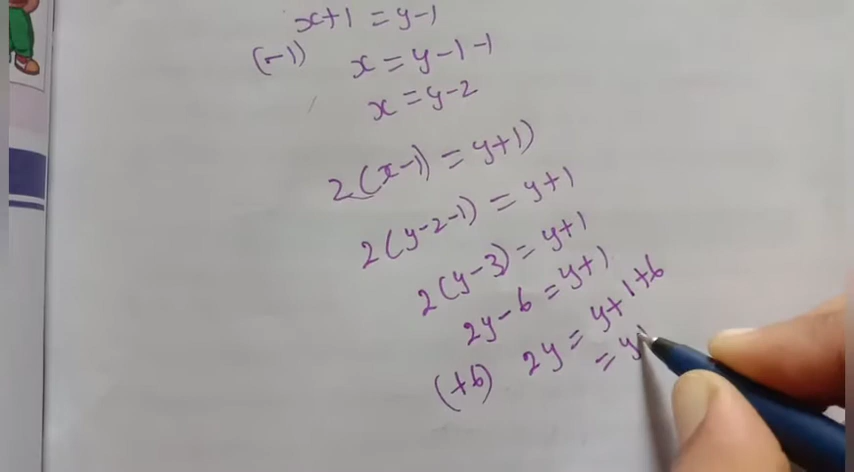 x+1 = y-1
(-1) x = y-1-1
x = y-2
2(x-1) = y+1)
2(y-2-1) = y+1
2(y-3) = y+1
2y-6 = y+1
(+6) 2y = y+1+6
= y